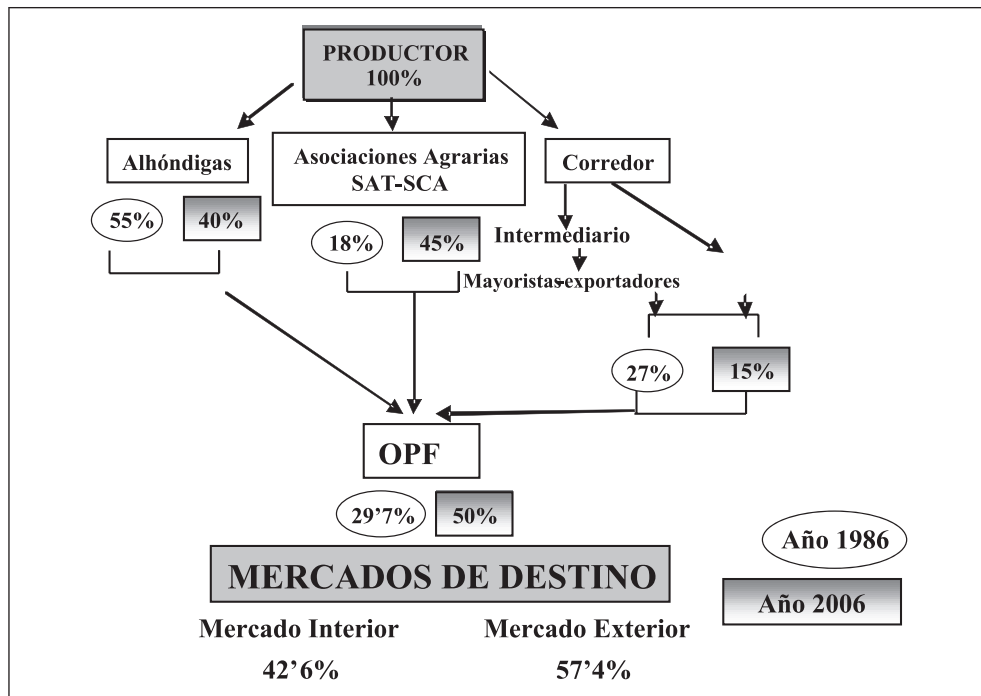 PRODUCTOR
100%
Alhóndigas
Asociaciones Agrarias
SAT-SCA
Corredor
55%
40%
18%
45%
Intermediario
Mayoristas-exportadores
27%
15%
OPF
29’7%
50%
Año 1986
MERCADOS DE DESTINO
Año 2006
Mercado Interior
Mercado Exterior
42’6%
57’4%